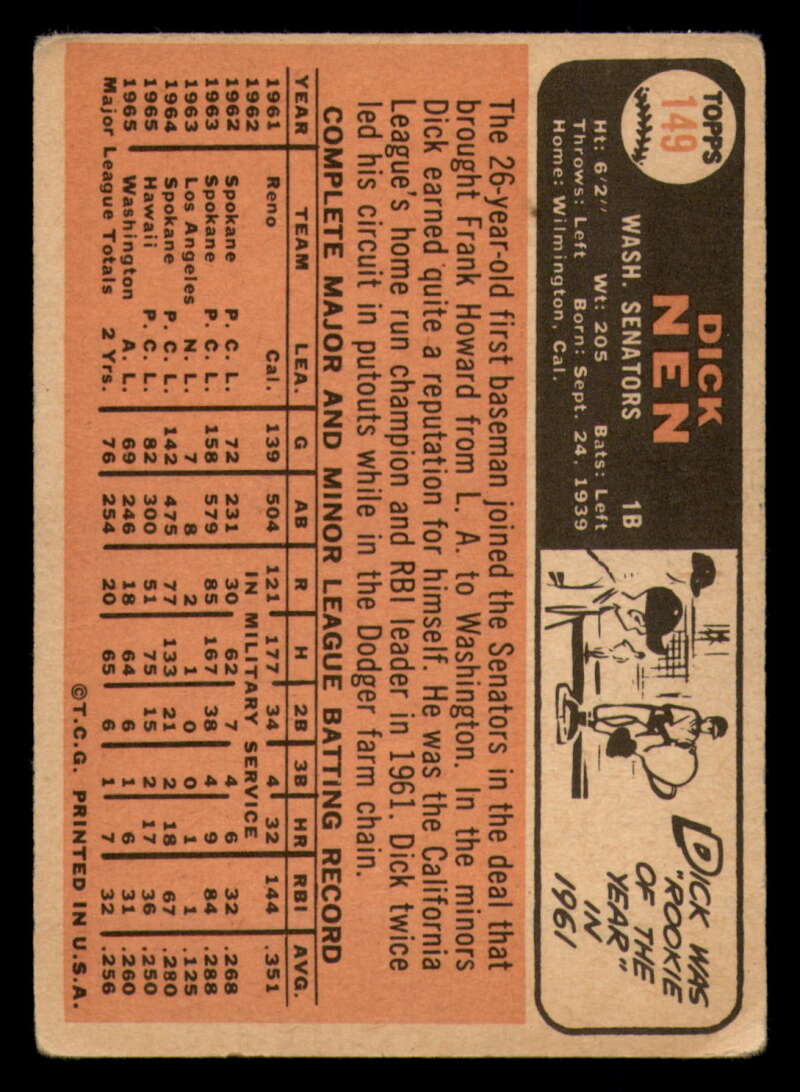 TOPPS
149
DICK
NEN
WASH. SENATORS 1B
Ht: 6'2" Wt: 205 Bats: Left
Throws: Left Born: Sept. 24, 1939
Home: Wilmington, Cal.
DICK WAS
"ROOKIE
OF THE
YEAR"
IN
1961
The 26-year-old first baseman joined the Senators in the deal that
brought Frank Howard from L. A. to Washington. In the minors
Dick earned quite a reputation for himself. He was the California
League's home run champion and RBI leader in 1961. Dick twice
led his circuit in putouts while in the Dodger farm chain.
COMPLETE MAJOR AND MINOR LEAGUE BATTING RECORD
YEAR TEAM LEA. G AB R H 2B 3B HR RBI AVG.
1961 Reno Cal. 139 504 121 177 34 4 32 144 .351
1962 IN MILITARY SERVICE
1962 Spokane P. C. L. 72 231 30 62 7 4 6 32 .268
1963 Spokane P. C. L. 158 579 85 167 38 4 9 84 .288
1963 Los Angeles N. L. 7 8 2 1 0 0 1 1 .125
1964 Spokane P. C. L. 142 475 77 133 21 2 18 67 .280
1965 Hawaii P. C. L. 82 300 51 75 15 2 17 36 .250
1965 Washington A. L. 69 246 18 64 6 1 6 31 .260
Major League Totals 2 Yrs. 76 254 20 65 6 1 7 32 .256
©T.C.G. PRINTED IN U.S.A.